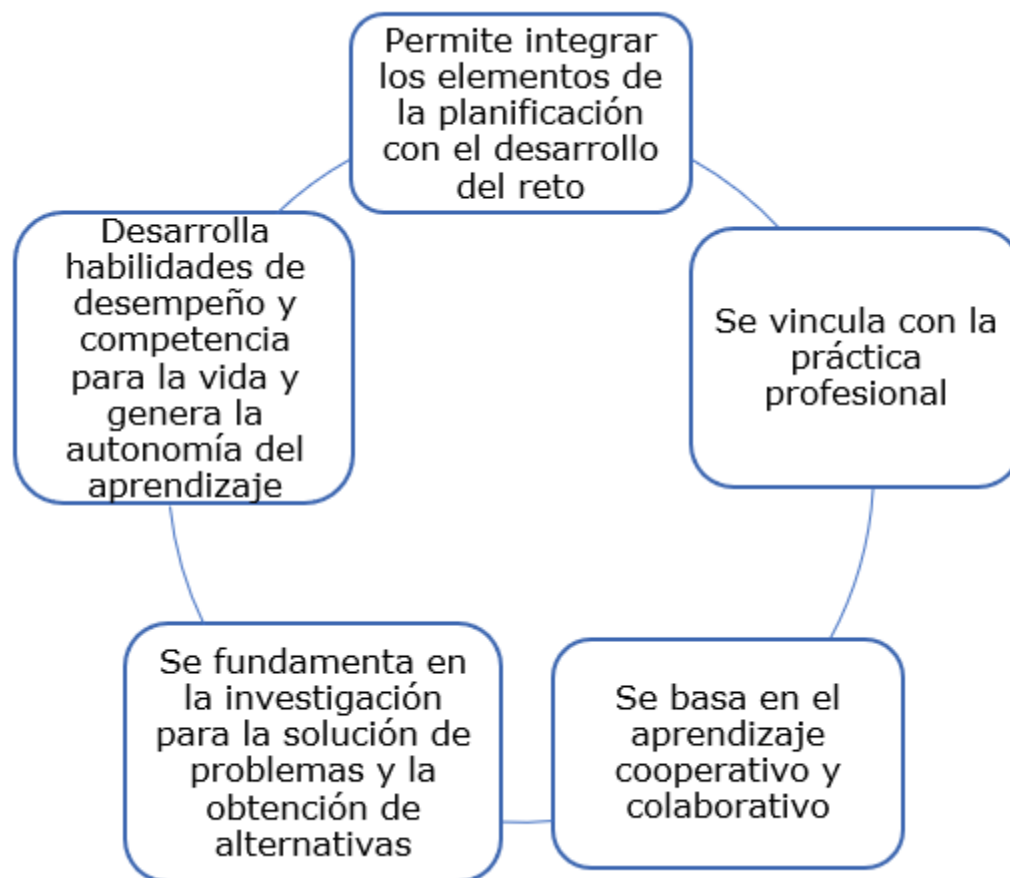 Permite integrar
los elementos de
la planificación
con el desarrollo
del reto
Se vincula con la
práctica
profesional
Se basa en el
aprendizaje
cooperativo y
colaborativo
Se fundamenta en
la investigación
para la solución de
problemas y la
obtención de
alternativas
Desarrolla
habilidades de
desempeño y
competencia
para la vida y
genera la
autonomía del
aprendizaje